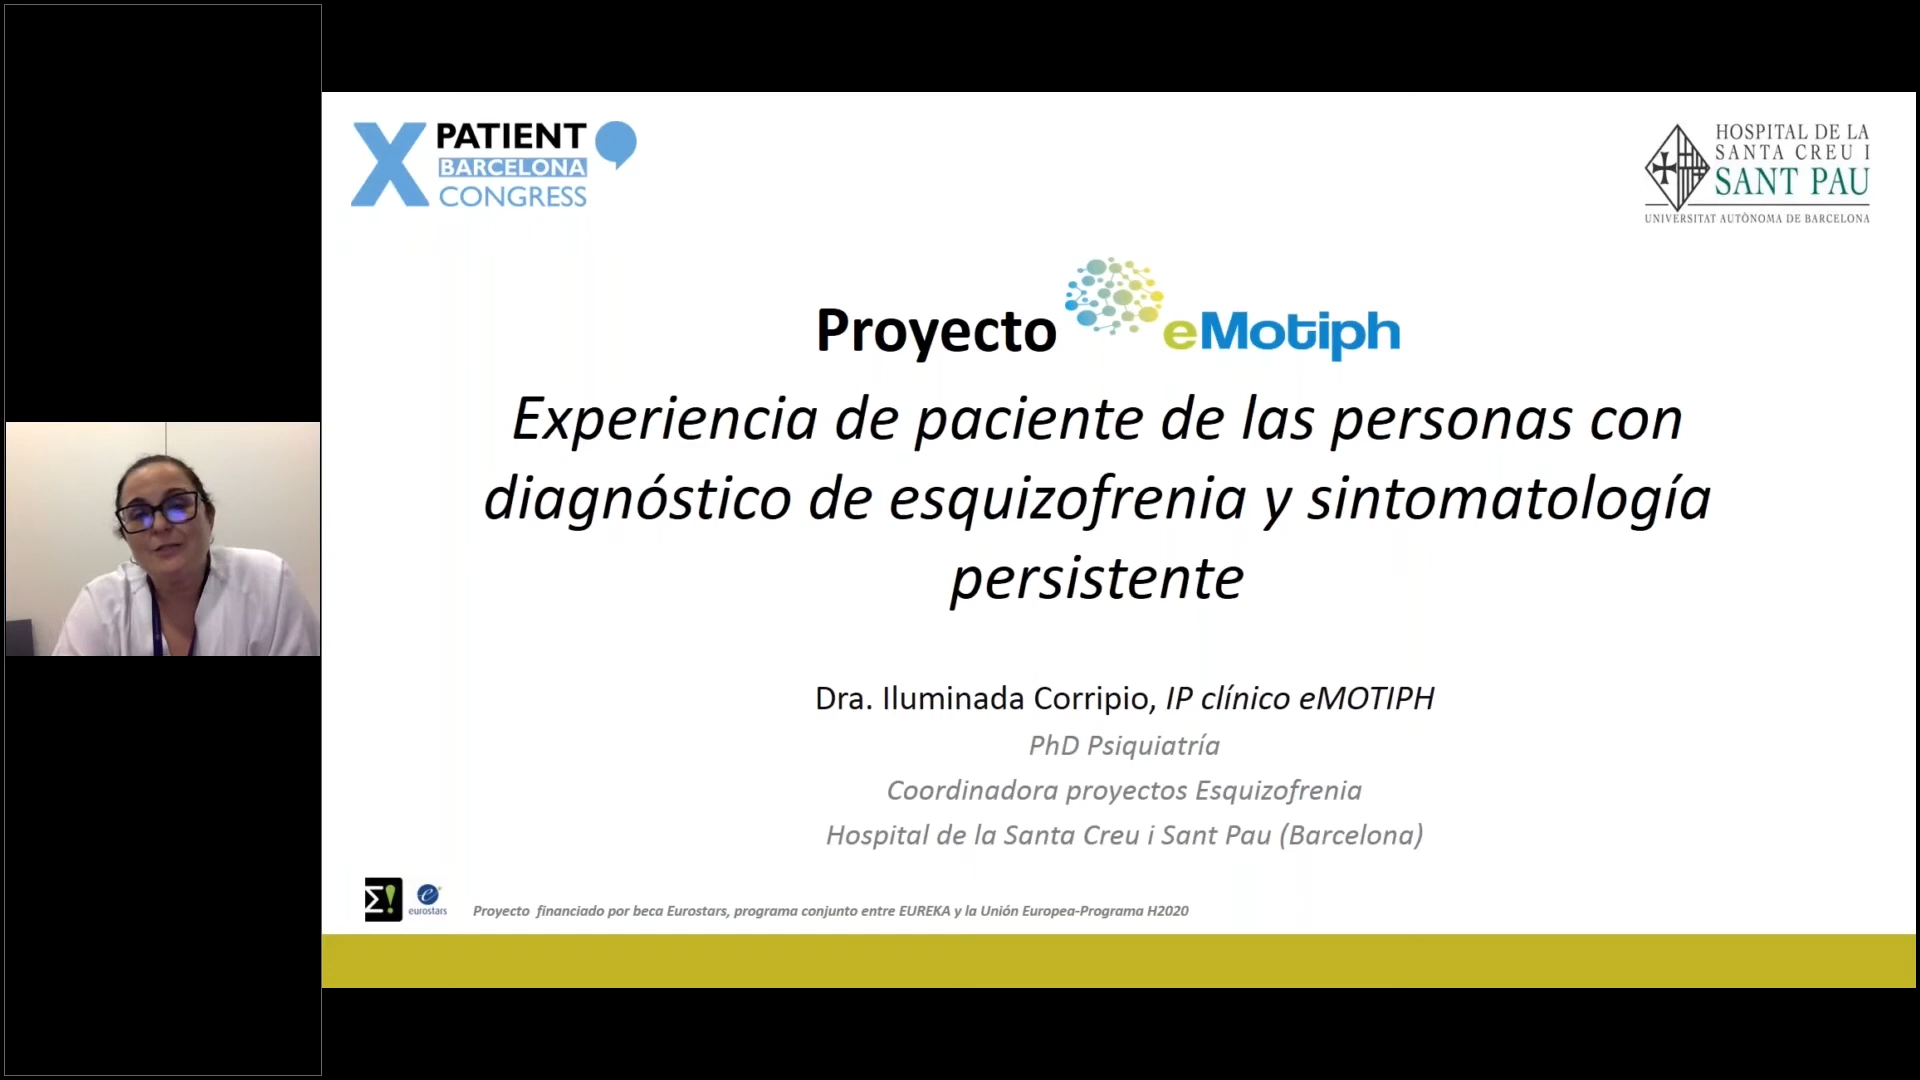 X PATIENT
BARCELONA
CONGRESS
HOSPITAL DE LA
SANTA CREU I
SANT PAU
UNIVERSITAT AUTÒNOMA DE BARCELONA
Proyecto eMotiph
Experiencia de paciente de las personas con
diagnóstico de esquizofrenia y sintomatología
persistente
Dra. Iluminada Corripio, IP clínico eMOTIPH
PhD Psiquiatría
Coordinadora proyectos Esquizofrenia
Hospital de la Santa Creu i Sant Pau (Barcelona)
Σ! e eurostars Proyecto financiado por beca Eurostars, programa conjunto entre EUREKA y la Unión Europea-Programa H2020